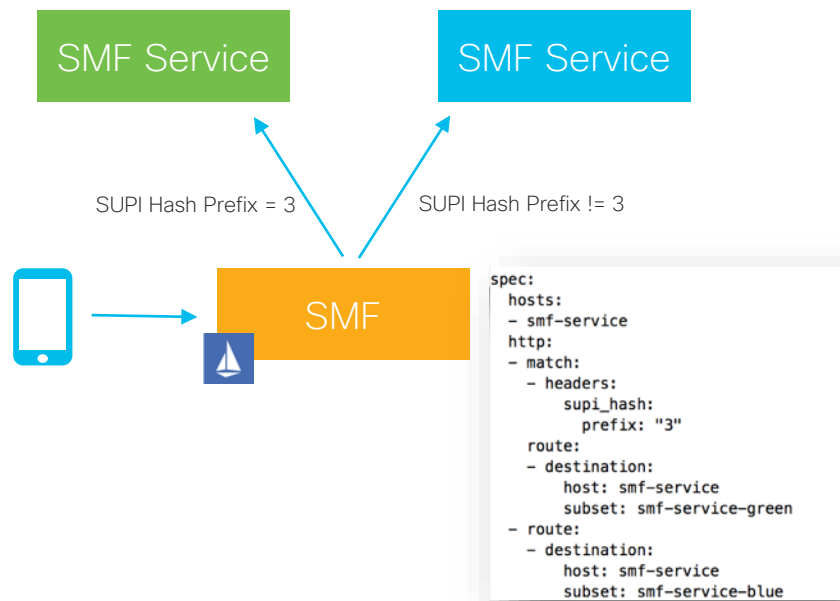 SMF Service
SMF Service
SUPI Hash Prefix = 3
SUPI Hash Prefix != 3
SMF
spec:
  hosts:
  - smf-service
  http:
  - match:
    - headers:
        supi_hash:
          prefix: "3"
    route:
    - destination:
        host: smf-service
        subset: smf-service-green
  - route:
    - destination:
        host: smf-service
        subset: smf-service-blue